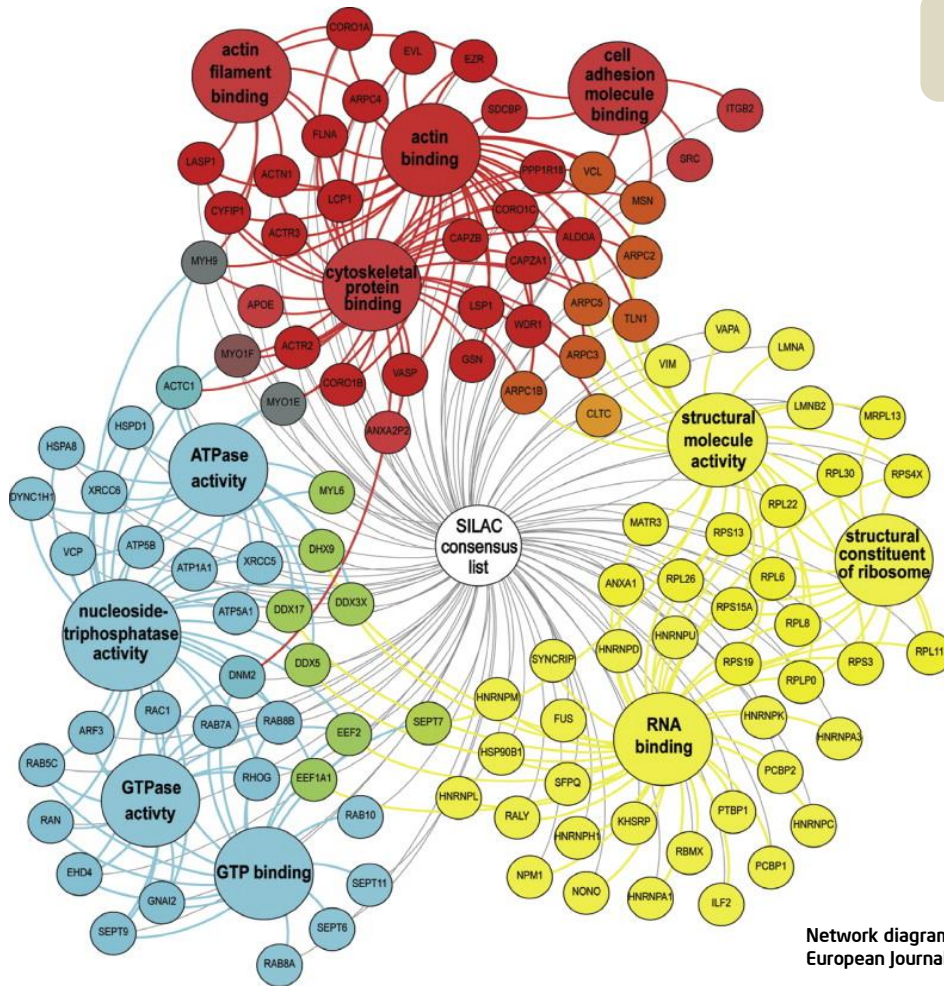 CORO1A
actin
filament
binding
EVL
EZR
cell
adhesion
molecule
binding
ARPC4
SDCBP
ITGB2
FLNA
actin
binding
SRC
LASP1
ACTN1
PPP1R18
VCL
LCP1
MSN
CYFIP1
CORO1C
ACTR3
CAPZB
ALDOA
MYH9
CAPZA1
ARPC2
cytoskeletal
protein
binding
APOE
LSP1
ARPC5
TLN1
WDR1
VAPA
MYO1F
ACTR2
GSN
ARPC3
VIM
LMNA
ACTC1
CORO1B
VASP
ARPC1B
MYO1E
CLTC
LMNB2
ANXA2P2
structural
molecule
activity
MRPL13
HSPD1
HSPA8
ATPase
activity
RPL30
RPS4X
XRCC6
DYNC1H1
MYL6
RPL22
SILAC
consensus
list
MATR3
RPS13
structural
constituent
of ribosome
VCP
ATP5B
DHX9
ATP1A1
XRCC5
ANXA1
RPL26
RPL6
nucleoside-
triphosphatase
activity
ATP5A1
DDX17
DDX3X
RPS15A
RPL8
HNRNPD
HNRNPU
DDX5
SYNCRIP
RPS19
RPS3
RPL11
DNM2
RPLP0
HNRNPM
RAC1
RAB7A
RAB8B
SEPT7
FUS
RNA
binding
HNRNPK
ARF3
EEF2
HNRNPA3
HSP90B1
RAB5C
RHOG
EEF1A1
SFPQ
PCBP2
GTPase
activty
HNRNPL
RALY
KHSRP
PTBP1
RAN
RAB10
HNRNPH1
HNRNPC
RBMX
EHD4
GTP binding
SEPT11
NPM1
NONO
HNRNPA1
PCBP1
GNAI2
ILF2
SEPT9
SEPT6
RAB8A
Network diagram
European Journal